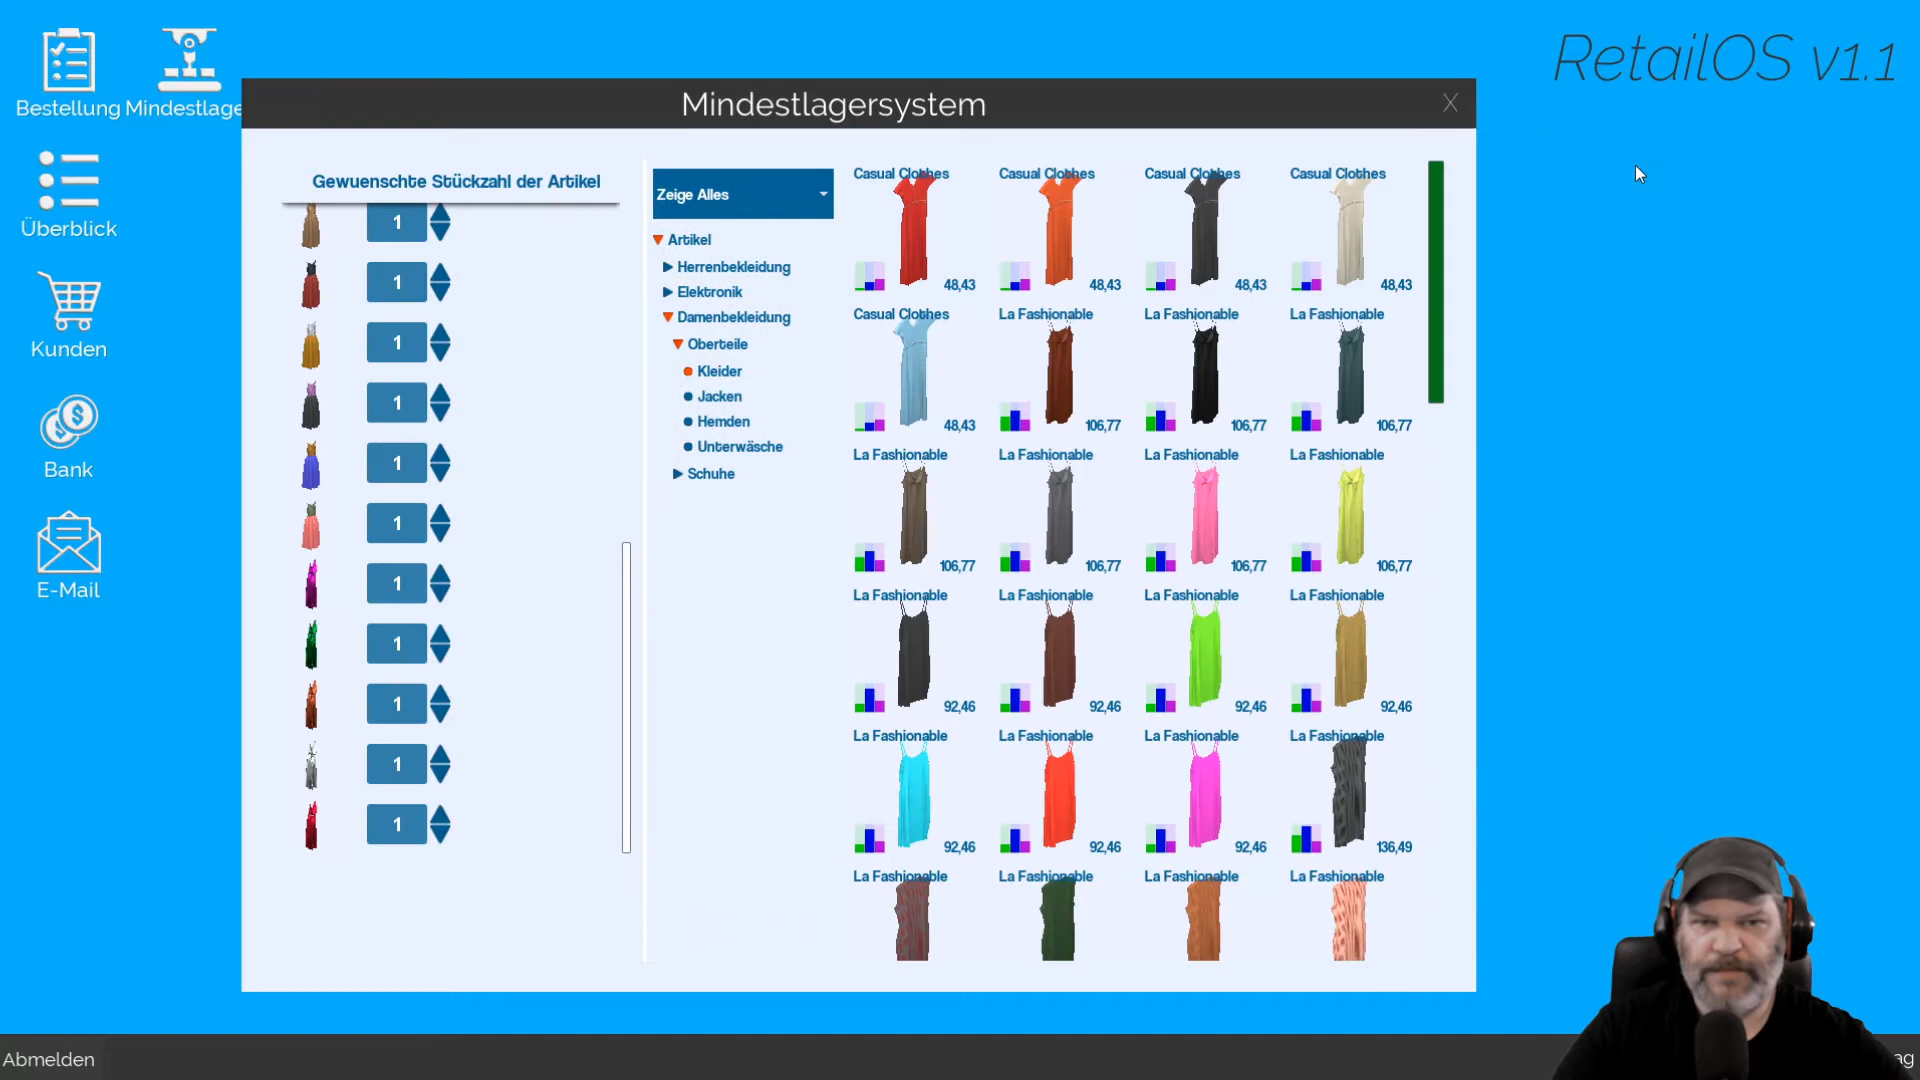 RetailOS v1.1
Bestellung
Mindestlage
Überblick
Kunden
Bank
E-Mail
Mindestlagersystem
X
Gewuenschte Stückzahl der Artikel
1
1
1
1
1
1
1
1
1
1
1
Zeige Alles
Artikel
Herrenbekleidung
Elektronik
Damenbekleidung
Oberteile
Kleider
Jacken
Hemden
Unterwäsche
Schuhe
Casual Clothes Casual Clothes Casual Clothes Casual Clothes
48,43 48,43 48,43 48,43
Casual Clothes La Fashionable La Fashionable La Fashionable
48,43 106,77 106,77 106,77
La Fashionable La Fashionable La Fashionable La Fashionable
106,77 106,77 106,77 106,77
La Fashionable La Fashionable La Fashionable La Fashionable
92,46 92,46 92,46 92,46
La Fashionable La Fashionable La Fashionable La Fashionable
92,46 92,46 92,46 136,49
La Fashionable La Fashionable La Fashionable La Fashionable
Abmelden
ag